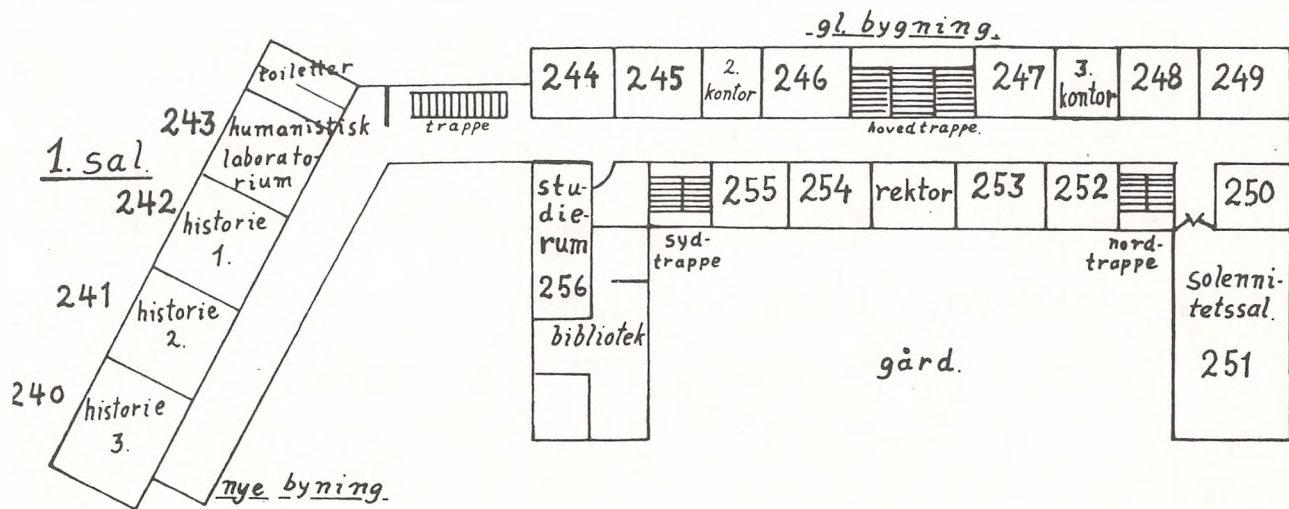 gl. bygning.
toiletter
243
humanistisk
laborato-
rium
1. sal.
242
historie
1.
241
historie
2.
240
historie
3.
nye byning.
trappe
244
245
2.
kontor
246
hovedtrappe.
247
3.
kontor
248
249
stu-
die-
rum
256
bibliotek
syd-
trappe
255
254
rektor
253
252
nord-
trappe
250
solenni-
tetssal.
251
gård.